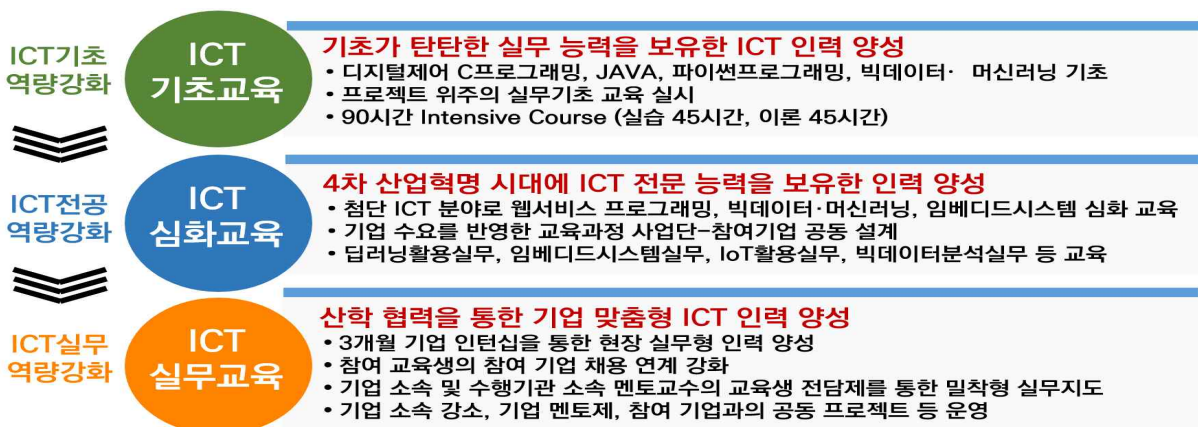 ICT기초
역량강화
ICT
기초교육
기초가 탄탄한 실무 능력을 보유한 ICT 인력 양성
• 디지털제어 C프로그래밍, JAVA, 파이썬프로그래밍, 빅데이터· 머신러닝 기초
• 프로젝트 위주의 실무기초 교육 실시
• 90시간 Intensive Course (실습 45시간, 이론 45시간)
ICT전공
역량강화
ICT
심화교육
4차 산업혁명 시대에 ICT 전문 능력을 보유한 인력 양성
• 첨단 ICT 분야로 웹서비스 프로그래밍, 빅데이터·머신러닝, 임베디드시스템 심화 교육
• 기업 수요를 반영한 교육과정 사업단-참여기업 공동 설계
• 딥러닝활용실무, 임베디드시스템실무, IoT활용실무, 빅데이터분석실무 등 교육
ICT실무
역량강화
ICT
실무교육
산학 협력을 통한 기업 맞춤형 ICT 인력 양성
• 3개월 기업 인턴십을 통한 현장 실무형 인력 양성
• 참여 교육생의 참여 기업 채용 연계 강화
• 기업 소속 및 수행기관 소속 멘토교수의 교육생 전담제를 통한 밀착형 실무지도
• 기업 소속 강소, 기업 멘토제, 참여 기업과의 공동 프로젝트 등 운영